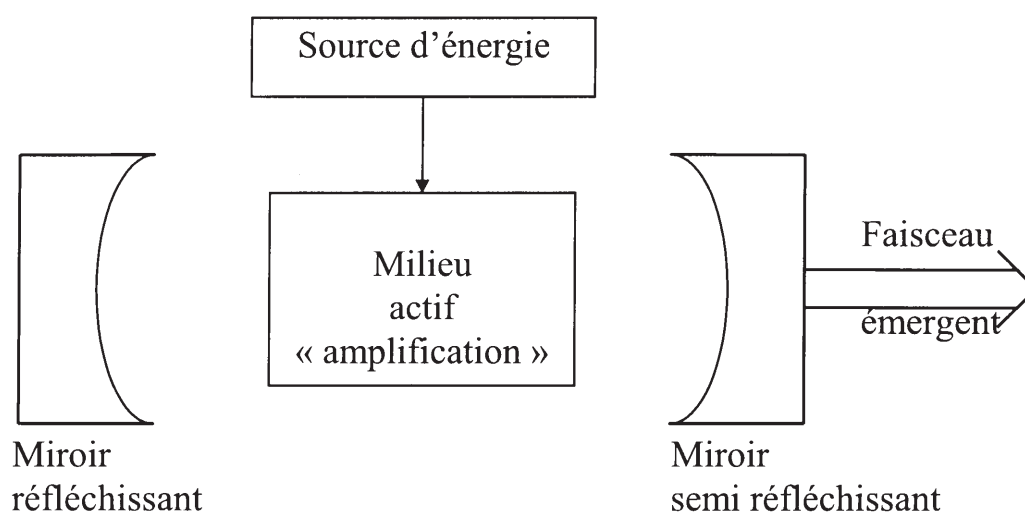 Source d’énergie
Milieu
actif
« amplification »
Faisceau
émergent
Miroir
réfléchissant
Miroir
semi réfléchissant